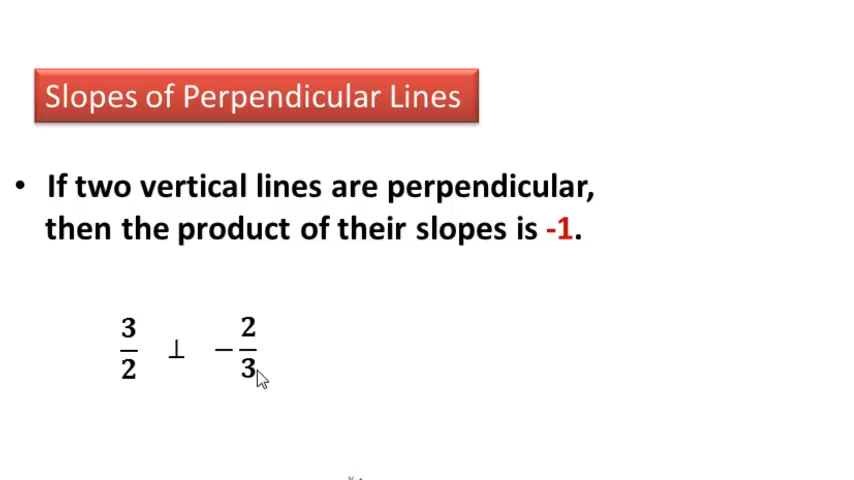 Slopes of Perpendicular Lines
• If two vertical lines are perpendicular,
then the product of their slopes is -1.
3/2 ⊥ −2/3